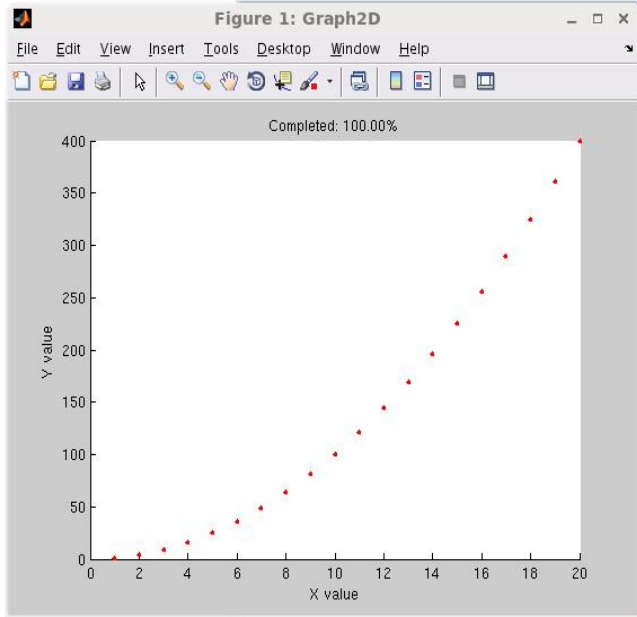 Figure 1: Graph2D
File Edit View Insert Tools Desktop Window Help
Completed: 100.00%
400
350
300
250
200
150
100
50
0
Y value
0 2 4 6 8 10 12 14 16 18 20
X value